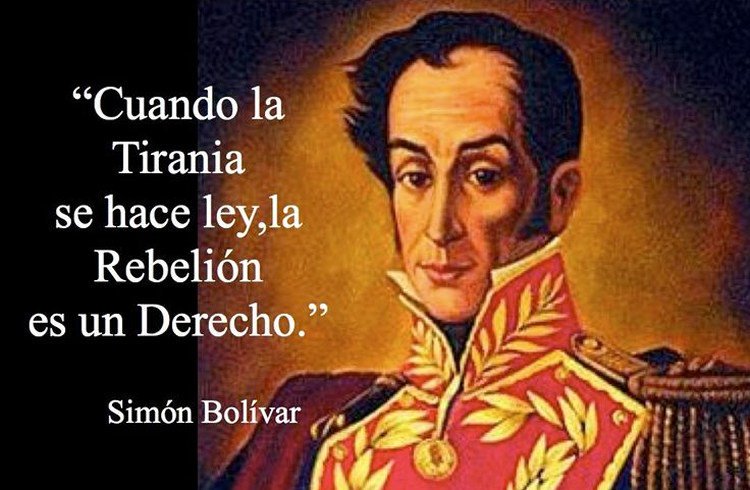 “Cuando la
Tirania
se hace ley,la
Rebelión
es un Derecho.”
Simón Bolívar